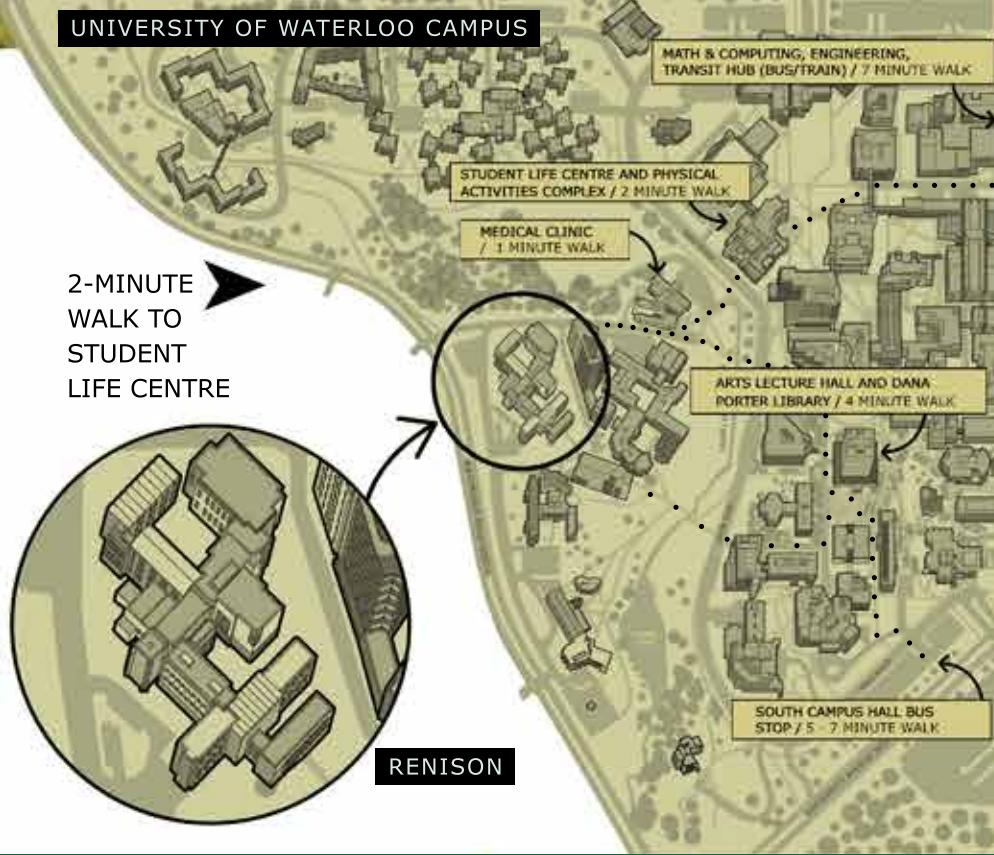 UNIVERSITY OF WATERLOO CAMPUS
MATH & COMPUTING, ENGINEERING,
TRANSIT HUB (BUS/TRAIN) / 7 MINUTE WALK
STUDENT LIFE CENTRE AND PHYSICAL
ACTIVITIES COMPLEX / 2 MINUTE WALK
MEDICAL CLINIC
/ 1 MINUTE WALK
2-MINUTE
WALK TO
STUDENT
LIFE CENTRE
ARTS LECTURE HALL AND DANA
PORTER LIBRARY / 4 MINUTE WALK
SOUTH CAMPUS HALL BUS
STOP / 5 - 7 MINUTE WALK
RENISON